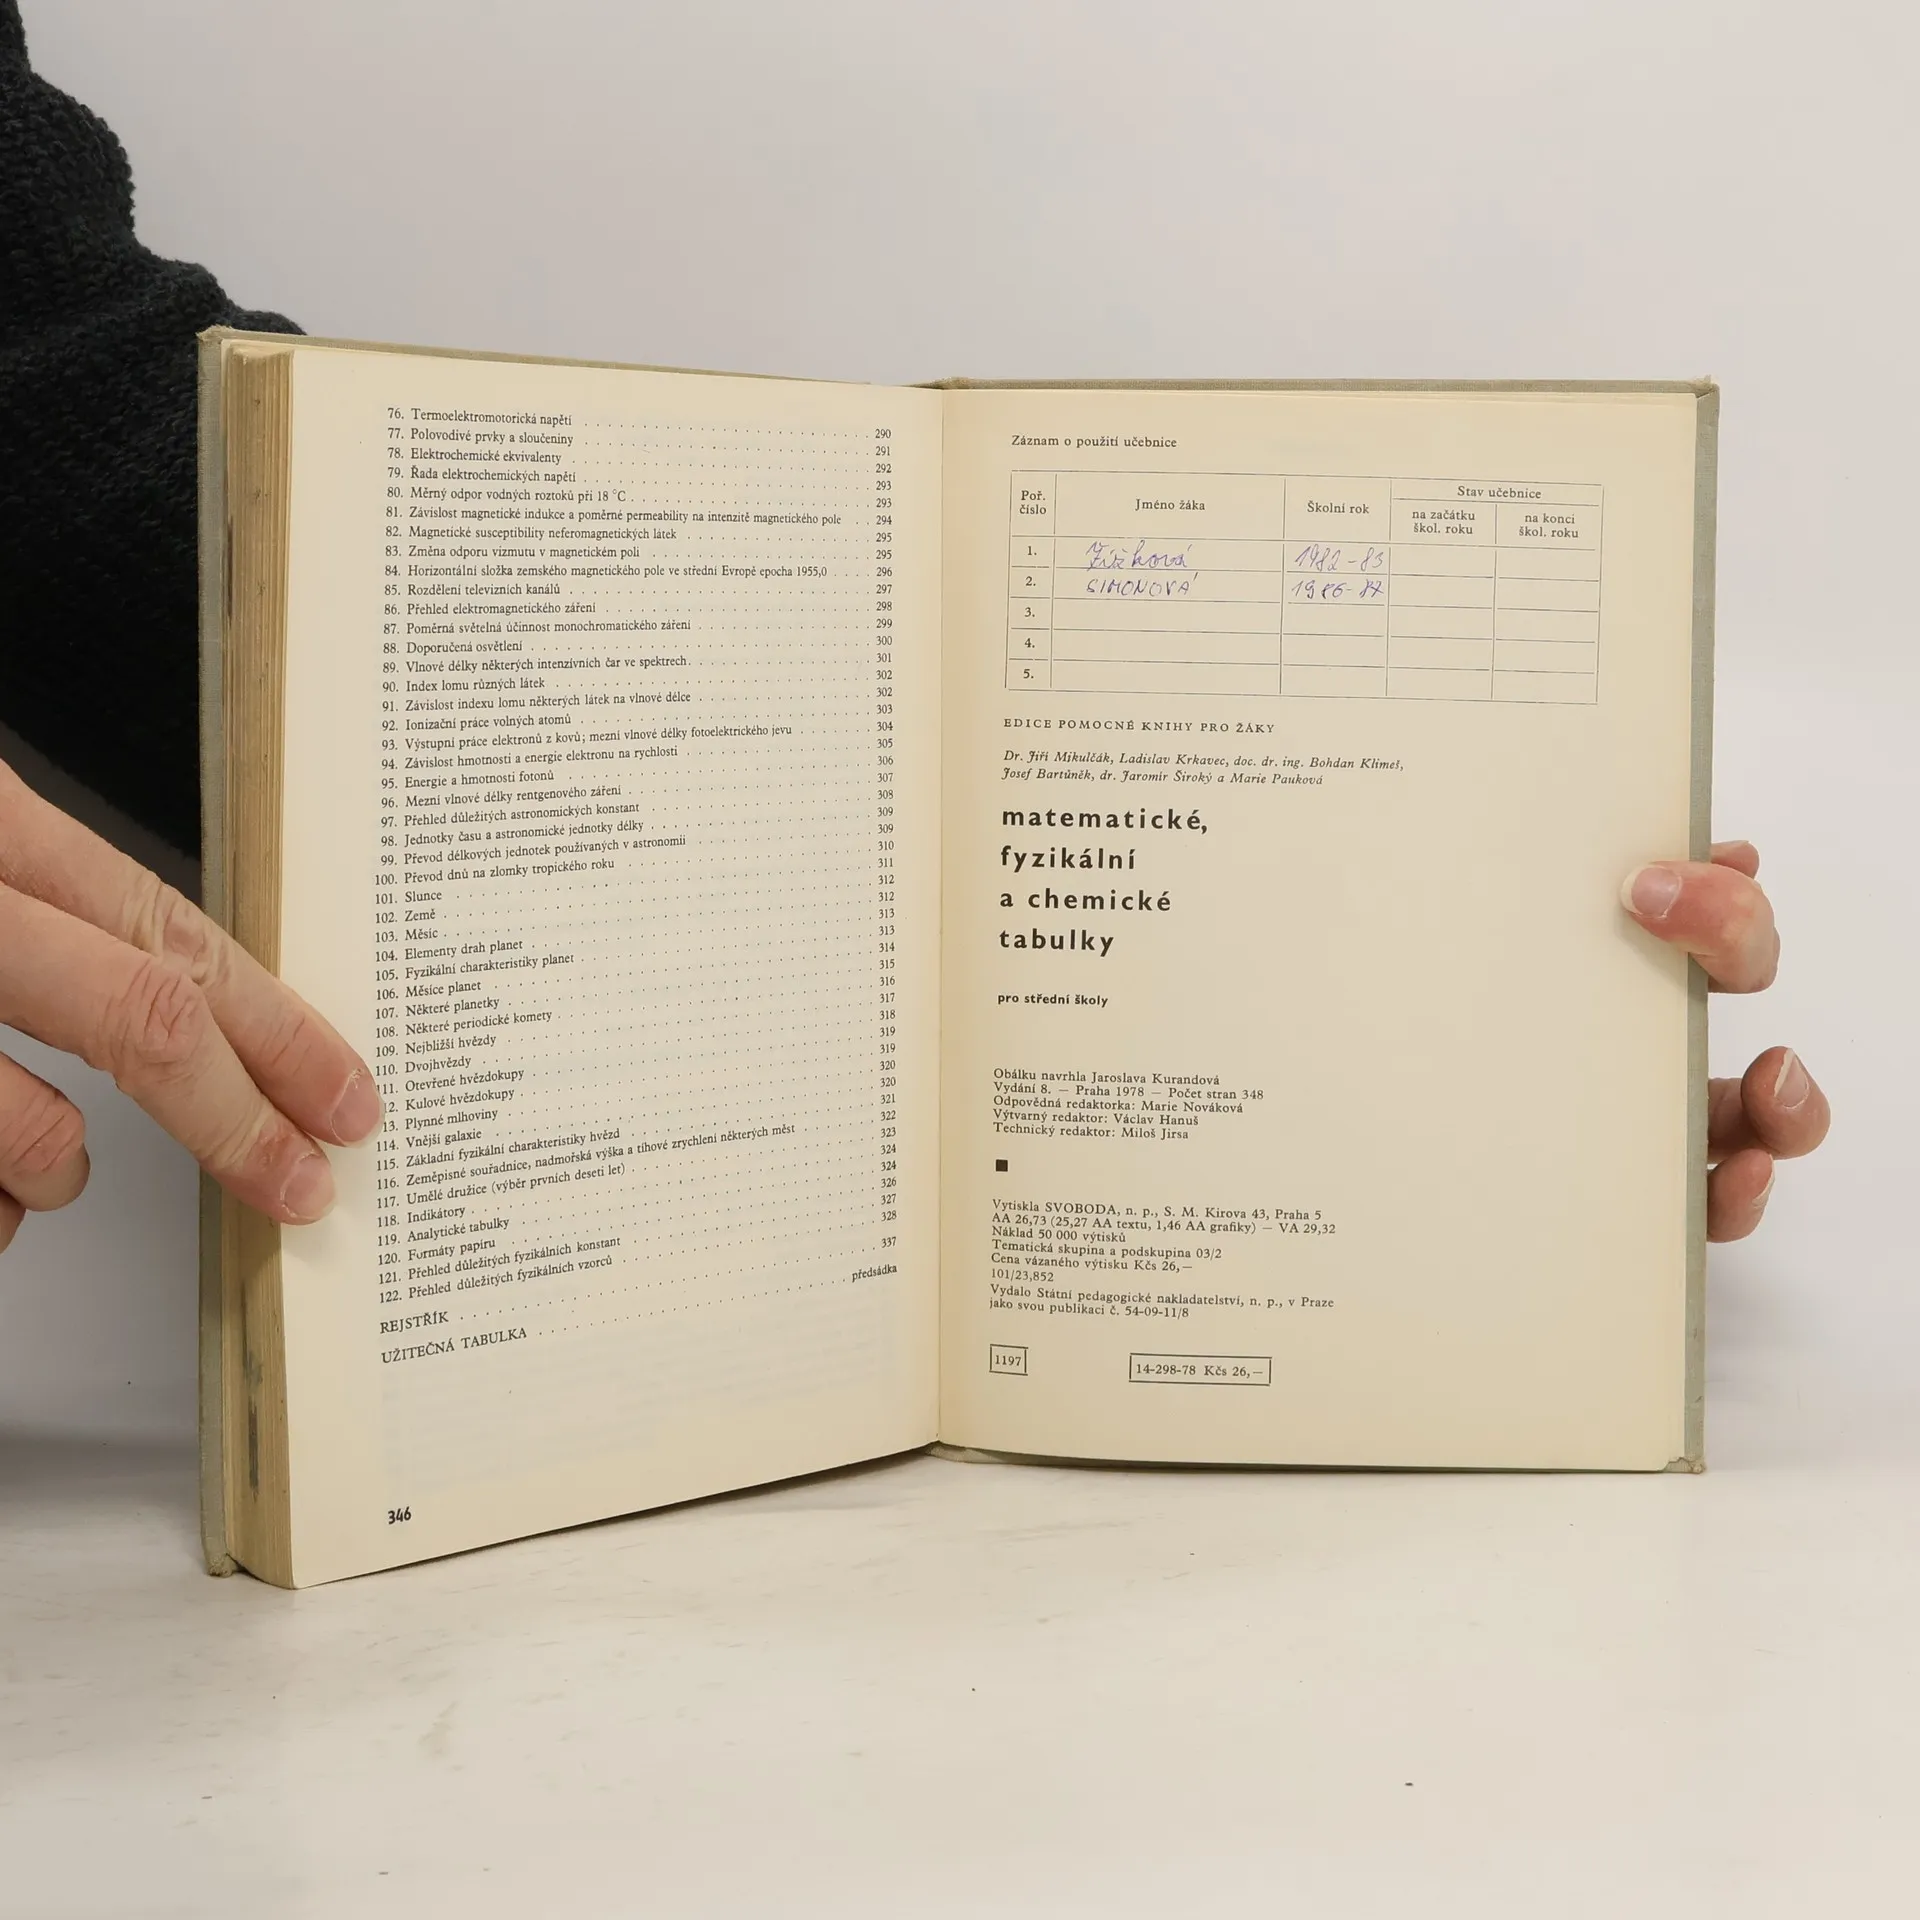 76. Termoelektromotorická napětí 290
77. Polovodivé prvky a sloučeniny 291
78. Elektrochemické ekvivalenty 292
79. Řada elektrochemických napětí 293
80. Měrný odpor vodných roztoků při 18 °C 293
81. Závislost magnetické indukce a poměrné permeability na intenzitě magnetického pole 294
82. Magnetické susceptibility neferomagnetických látek 295
83. Změna odporu vizmutu v magnetickém poli 295
84. Horizontální složka zemského magnetického pole ve střední Evropě epocha 1955,0 296
85. Rozdělení televizních kanálů 297
86. Přehled elektromagnetického záření 298
87. Poměrná světelná účinnost monochromatického záření 299
88. Doporučená osvětlení 300
89. Vlnové délky některých intenzívních čar ve spektrech 301
90. Index lomu různých látek 302
91. Závislost indexu lomu některých látek na vlnové délce 302
92. Ionizační práce volných atomů 303
93. Výstupní práce elektronů z kovů; mezní vlnové délky fotoelektrického jevu 304
94. Závislost hmotnosti a energie elektronu na rychlosti 305
95. Energie a hmotnosti fotonů 306
96. Mezní vlnové délky rentgenového záření 307
97. Přehled důležitých astronomických konstant 308
98. Jednotky času a astronomické jednotky délky 309
99. Převod délkových jednotek používaných v astronomii 309
100. Převod dnů na zlomky tropického roku 310
101. Slunce 311
102. Země 312
103. Měsíc 312
104. Elementy drah planet 313
105. Fyzikální charakteristiky planet 313
106. Měsíce planet 314
107. Některé planetky 315
108. Některé periodické komety 316
109. Nejbližší hvězdy 317
110. Dvojhvězdy 318
111. Otevřené hvězdokupy 319
12. Kulové hvězdokupy 319
13. Plynné mlhoviny 320
114. Vnější galaxie 320
115. Základní fyzikální charakteristiky hvězd 321
116. Zeměpisné souřadnice, nadmořská výška a tíhové zrychlení některých měst 322
117. Umělé družice (výběr prvních deseti let) 323
118. Indikátory 324
119. Analytické tabulky 324
120. Formáty papíru 326
121. Přehled důležitých fyzikálních konstant 327
122. Přehled důležitých fyzikálních vzorců 328
REJSTŘÍK 337
UŽITEČNÁ TABULKA předsádka
346
Záznam o použití učebnice
Poř. číslo Jméno žáka Školní rok Stav učebnice
na začátku škol. roku na konci škol. roku
1. Žižková 1982-83
2. SIMONOVÁ 1986-87
3.
4.
5.
EDICE POMOCNÉ KNIHY PRO ŽÁKY
Dr. Jiří Mikulčák, Ladislav Krkavec, doc. dr. ing. Bohdan Klimeš,
Josef Bartůněk, dr. Jaromír Široký a Marie Pauková
matematické,
fyzikální
a chemické
tabulky
pro střední školy
Obálku navrhla Jaroslava Kurandová
Vydání 8. — Praha 1978 — Počet stran 348
Odpovědná redaktorka: Marie Nováková
Výtvarný redaktor: Václav Hanuš
Technický redaktor: Miloš Jirsa
Vytiskla SVOBODA, n. p., S. M. Kirova 43, Praha 5
AA 26,73 (25,27 AA textu, 1,46 AA grafiky) — VA 29,32
Náklad 50 000 výtisků
Tematická skupina a podskupina 03/2
Cena vázaného výtisku Kčs 26,—
101/23,852
Vydalo Státní pedagogické nakladatelství, n. p., v Praze
jako svou publikaci č. 54-09-11/8
1197
14-298-78 Kčs 26,—